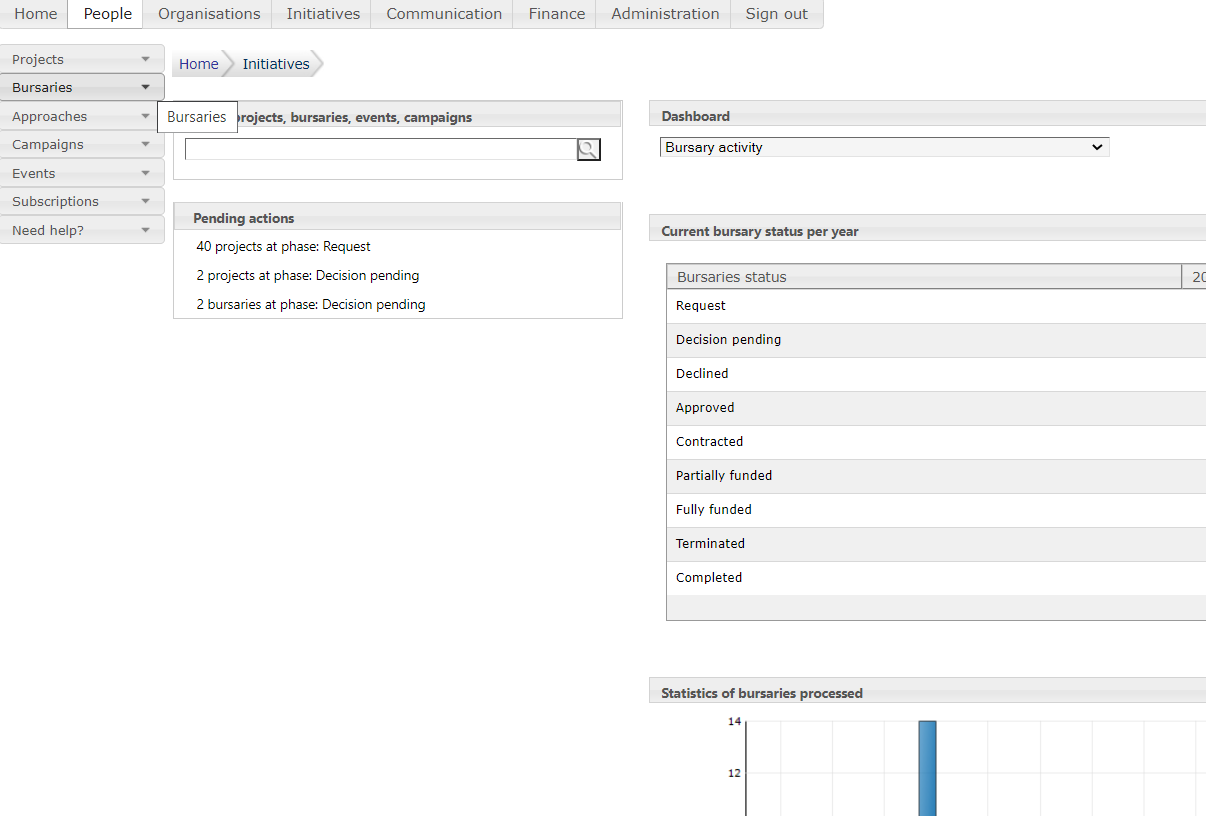 Home People Organisations Initiatives Communication Finance Administration Sign out
Projects
Bursaries
Approaches
Campaigns
Events
Subscriptions
Need help?
Bursaries
Home Initiatives
projects, bursaries, events, campaigns
Pending actions
40 projects at phase: Request
2 projects at phase: Decision pending
2 bursaries at phase: Decision pending
Dashboard
Bursary activity
Current bursary status per year
Bursaries status
Request
Decision pending
Declined
Approved
Contracted
Partially funded
Fully funded
Terminated
Completed
Statistics of bursaries processed
14
12